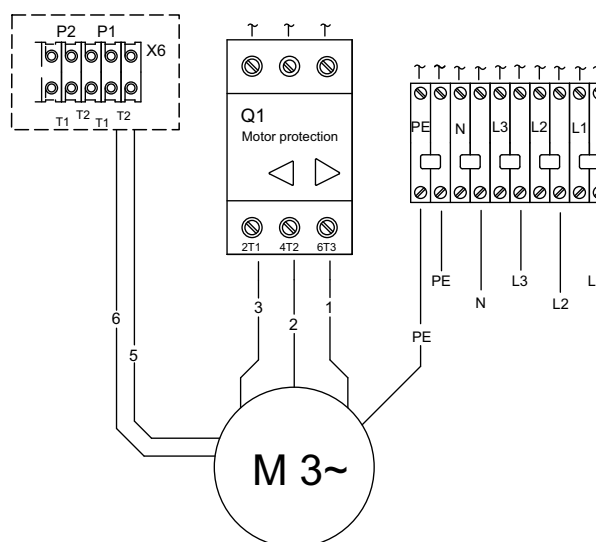 P2 P1
X6
T1 T2 T1 T2
Q1
Motor protection
2T1 4T2 6T3
PE N L3 L2 L1
PE
N
L3
L2
L
PE
6
5
3
2
1
M 3~